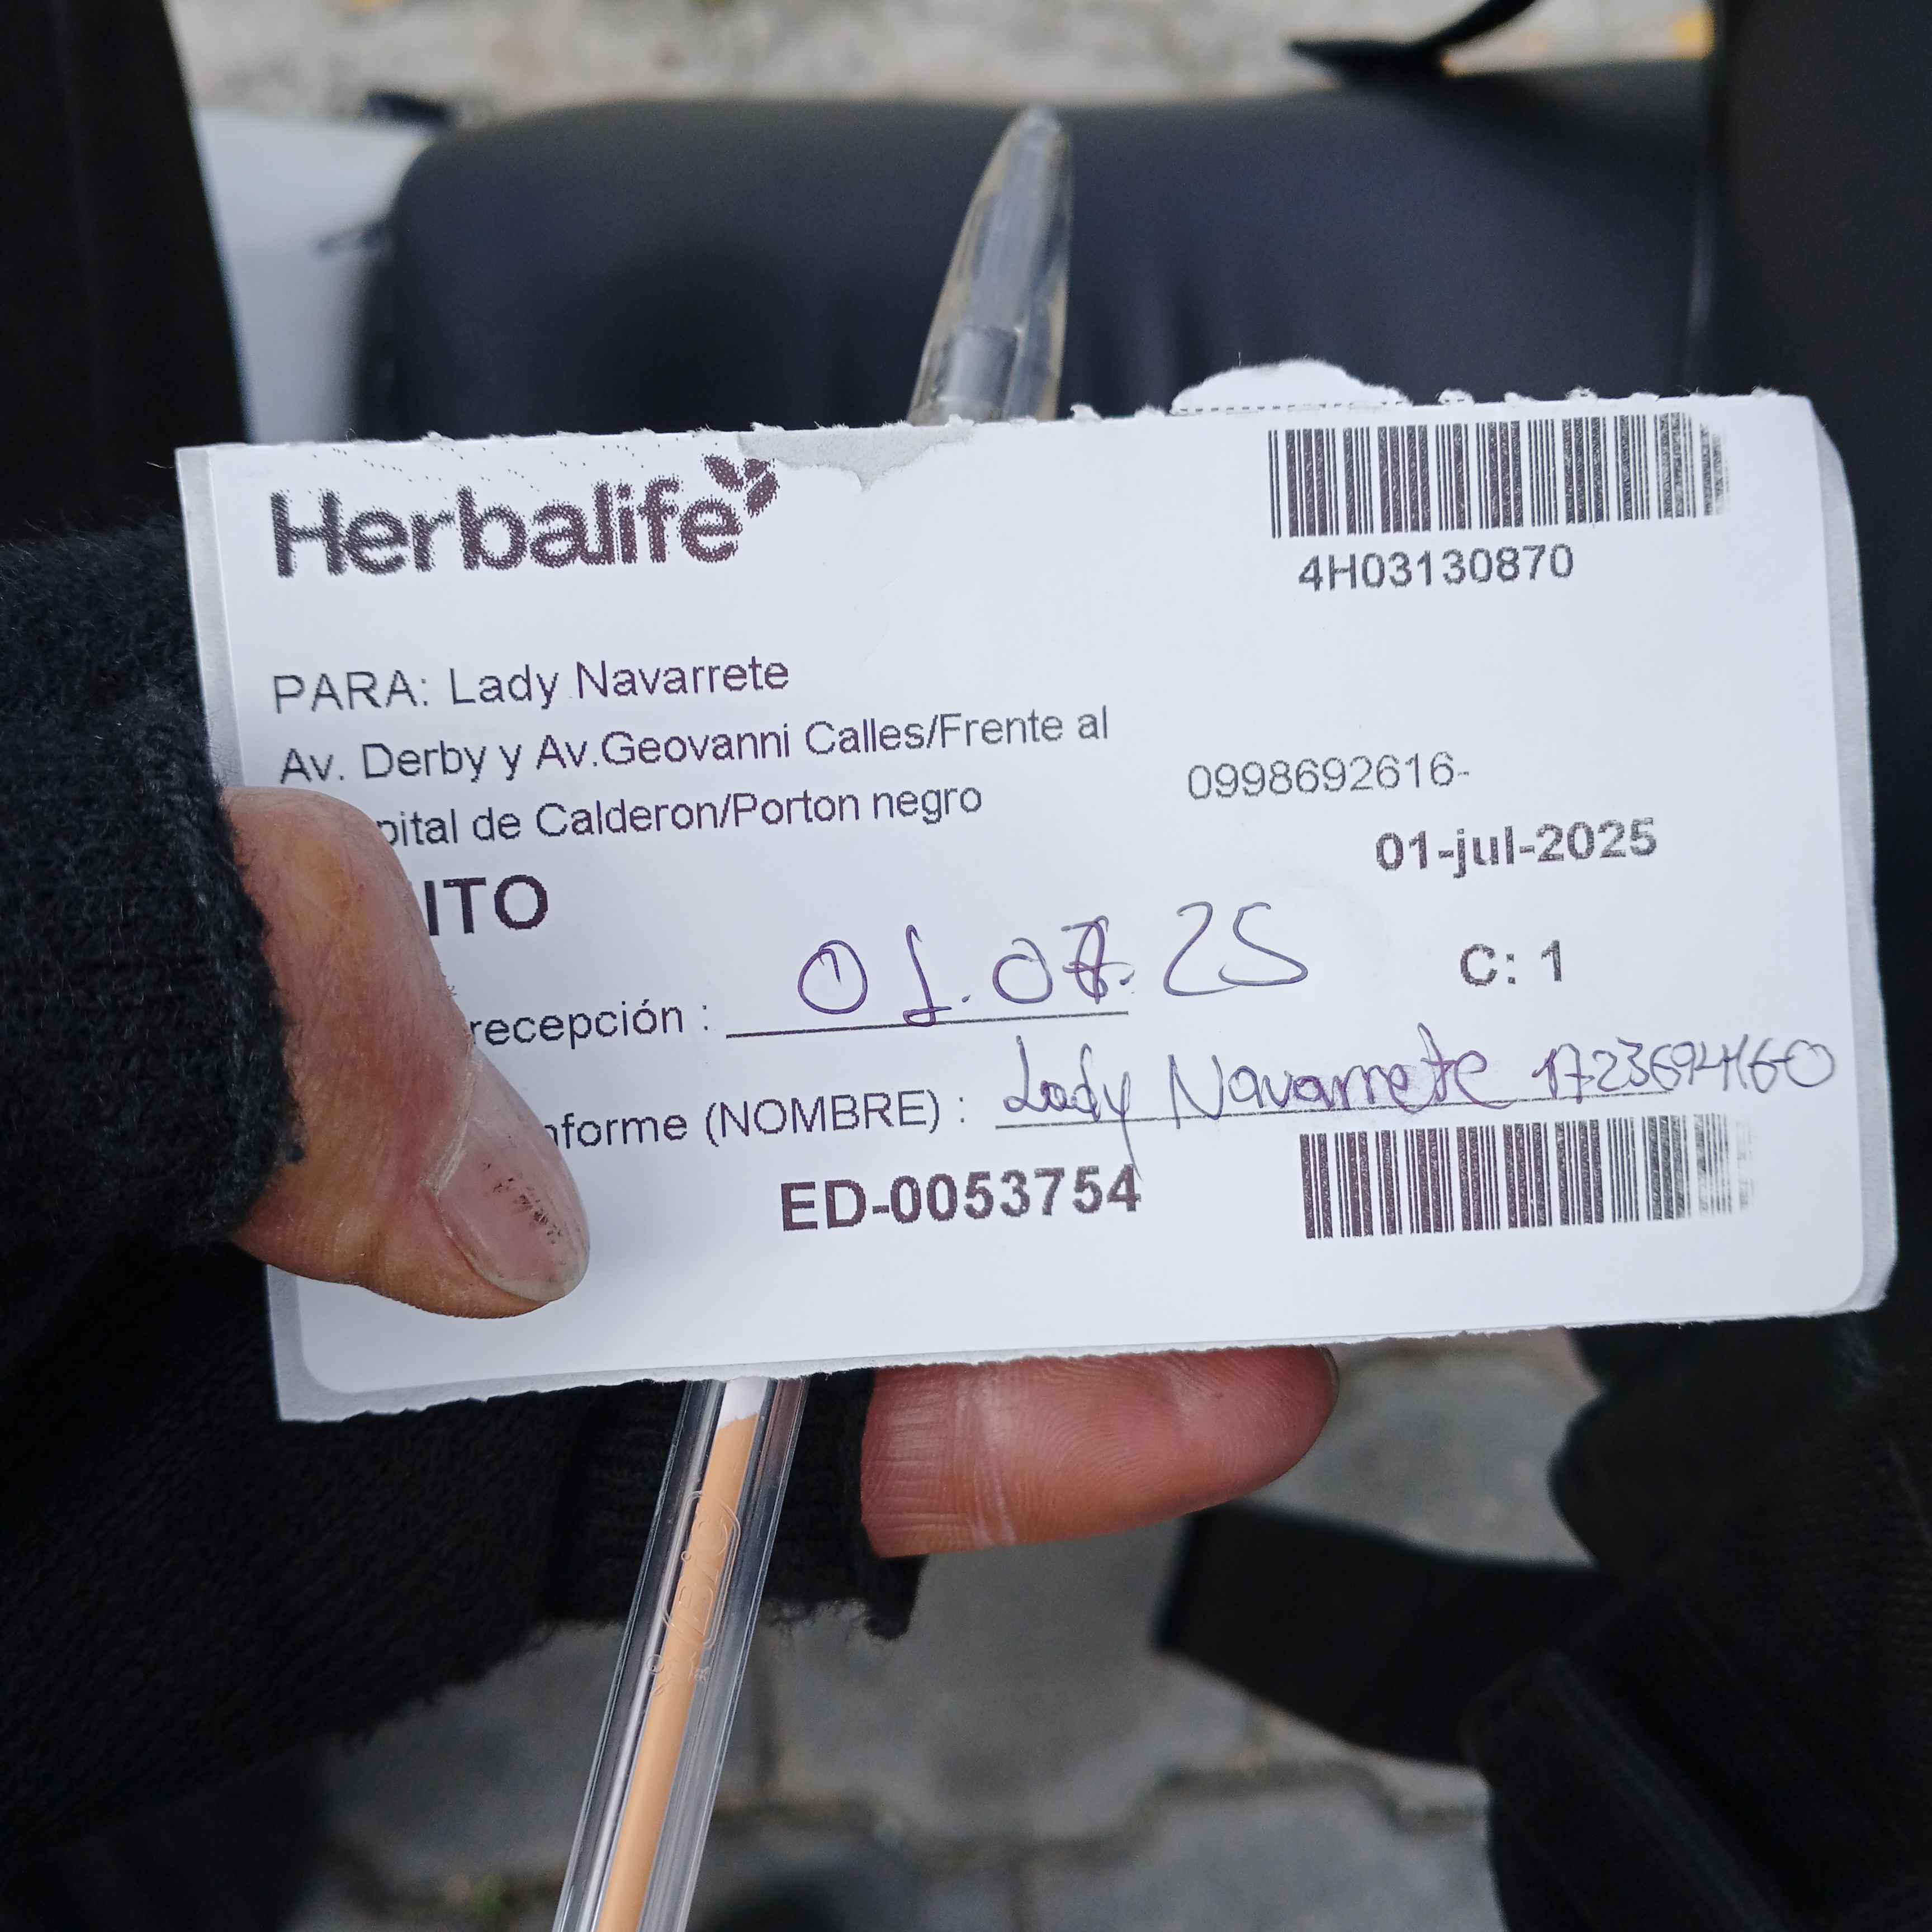 Herbalife
4H03130870
PARA: Lady Navarrete
Av. Derby y Av.Geovanni Calles/Frente al
pital de Calderon/Porton negro
0998692616-
01-jul-2025
ITO
C: 1
recepción : 01.07.25
nforme (NOMBRE) : Lady Navarrete
ED-0053754
BIC